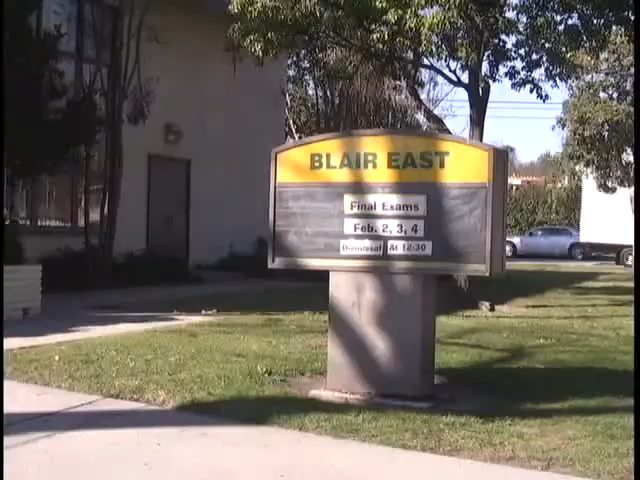 BLAIR EAST
Final Exams
Feb. 2, 3, 4
Dismissal At 12:30